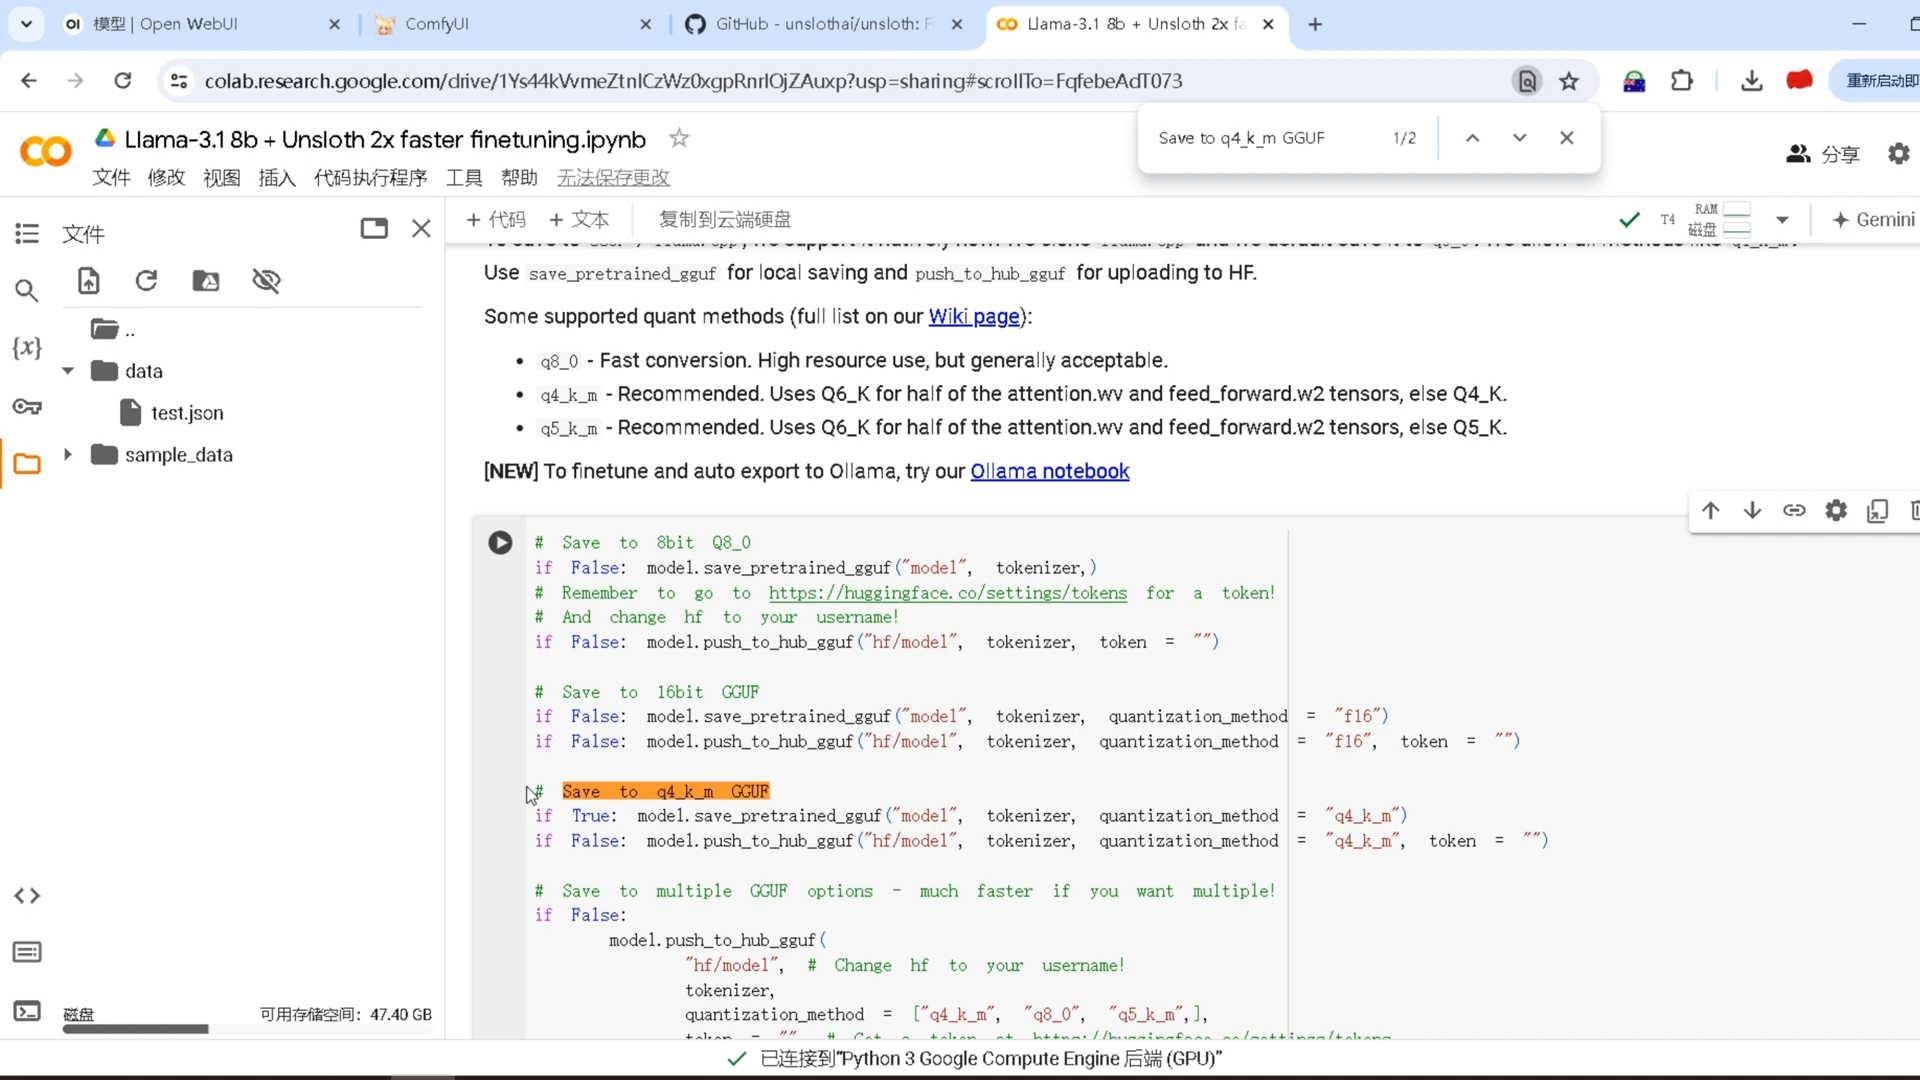 模型 | Open WebUI
ComfyUI
GitHub - unslothai/unsloth: Fi
Llama-3.1 8b + Unsloth 2x fa
colab.research.google.com/drive/1Ys44kVvmeZtnlCzWz0xgpRnrlOjZAuxp?usp=sharing#scrollTo=FqfebeAdT073
重新启动即
Save to q4_k_m GGUF 1/2
Llama-3.1 8b + Unsloth 2x faster finetuning.ipynb
文件 修改 视图 插入 代码执行程序 工具 帮助 无法保存更改
分享
文件
+ 代码 + 文本 复制到云端硬盘
T4 RAM 磁盘
Gemini
..
data
test.json
sample_data
Use save_pretrained_gguf for local saving and push_to_hub_gguf for uploading to HF.
Some supported quant methods (full list on our Wiki page):
• q8_0 - Fast conversion. High resource use, but generally acceptable.
• q4_k_m - Recommended. Uses Q6_K for half of the attention.wv and feed_forward.w2 tensors, else Q4_K.
• q5_k_m - Recommended. Uses Q6_K for half of the attention.wv and feed_forward.w2 tensors, else Q5_K.
[NEW] To finetune and auto export to Ollama, try our Ollama notebook
# Save to 8bit Q8_0
if False: model.save_pretrained_gguf("model", tokenizer,)
# Remember to go to https://huggingface.co/settings/tokens for a token!
# And change hf to your username!
if False: model.push_to_hub_gguf("hf/model", tokenizer, token = "")
# Save to 16bit GGUF
if False: model.save_pretrained_gguf("model", tokenizer, quantization_method = "f16")
if False: model.push_to_hub_gguf("hf/model", tokenizer, quantization_method = "f16", token = "")
# Save to q4_k_m GGUF
if True: model.save_pretrained_gguf("model", tokenizer, quantization_method = "q4_k_m")
if False: model.push_to_hub_gguf("hf/model", tokenizer, quantization_method = "q4_k_m", token = "")
# Save to multiple GGUF options - much faster if you want multiple!
if False:
model.push_to_hub_gguf(
"hf/model", # Change hf to your username!
tokenizer,
quantization_method = ["q4_k_m", "q8_0", "q5_k_m",],
token = "", # Get a token at https://huggingface.co/settings/tokens
磁盘 可用存储空间: 47.40 GB
已连接到"Python 3 Google Compute Engine 后端 (GPU)"